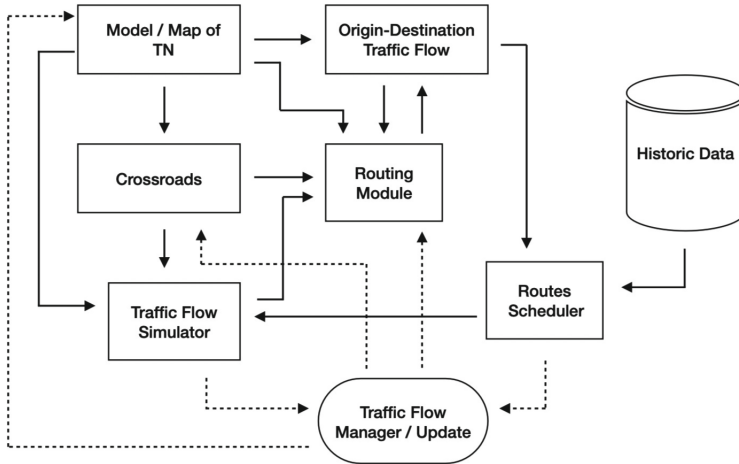 Model / Map of
TN
Origin-Destination
Traffic Flow
Historic Data
Crossroads
Routing
Module
Traffic Flow
Simulator
Routes
Scheduler
Traffic Flow
Manager / Update